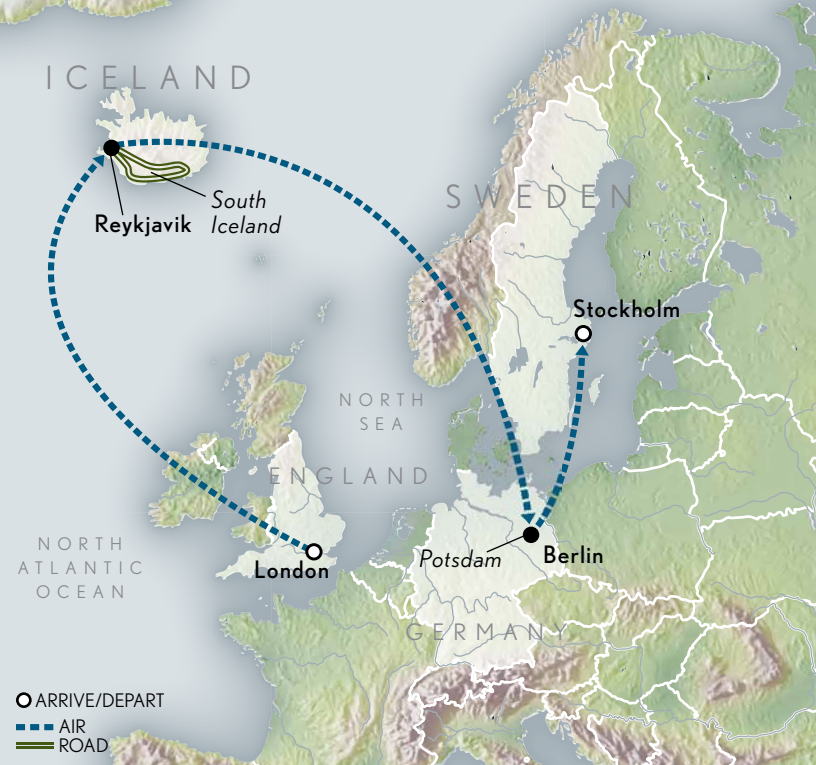 ICELAND
South
Iceland
Reykjavik
SWEDEN
Stockholm
NORTH
SEA
ENGLAND
NORTH
ATLANTIC
OCEAN
London
Potsdam
Berlin
GERMANY
ARRIVE/DEPART
AIR
ROAD